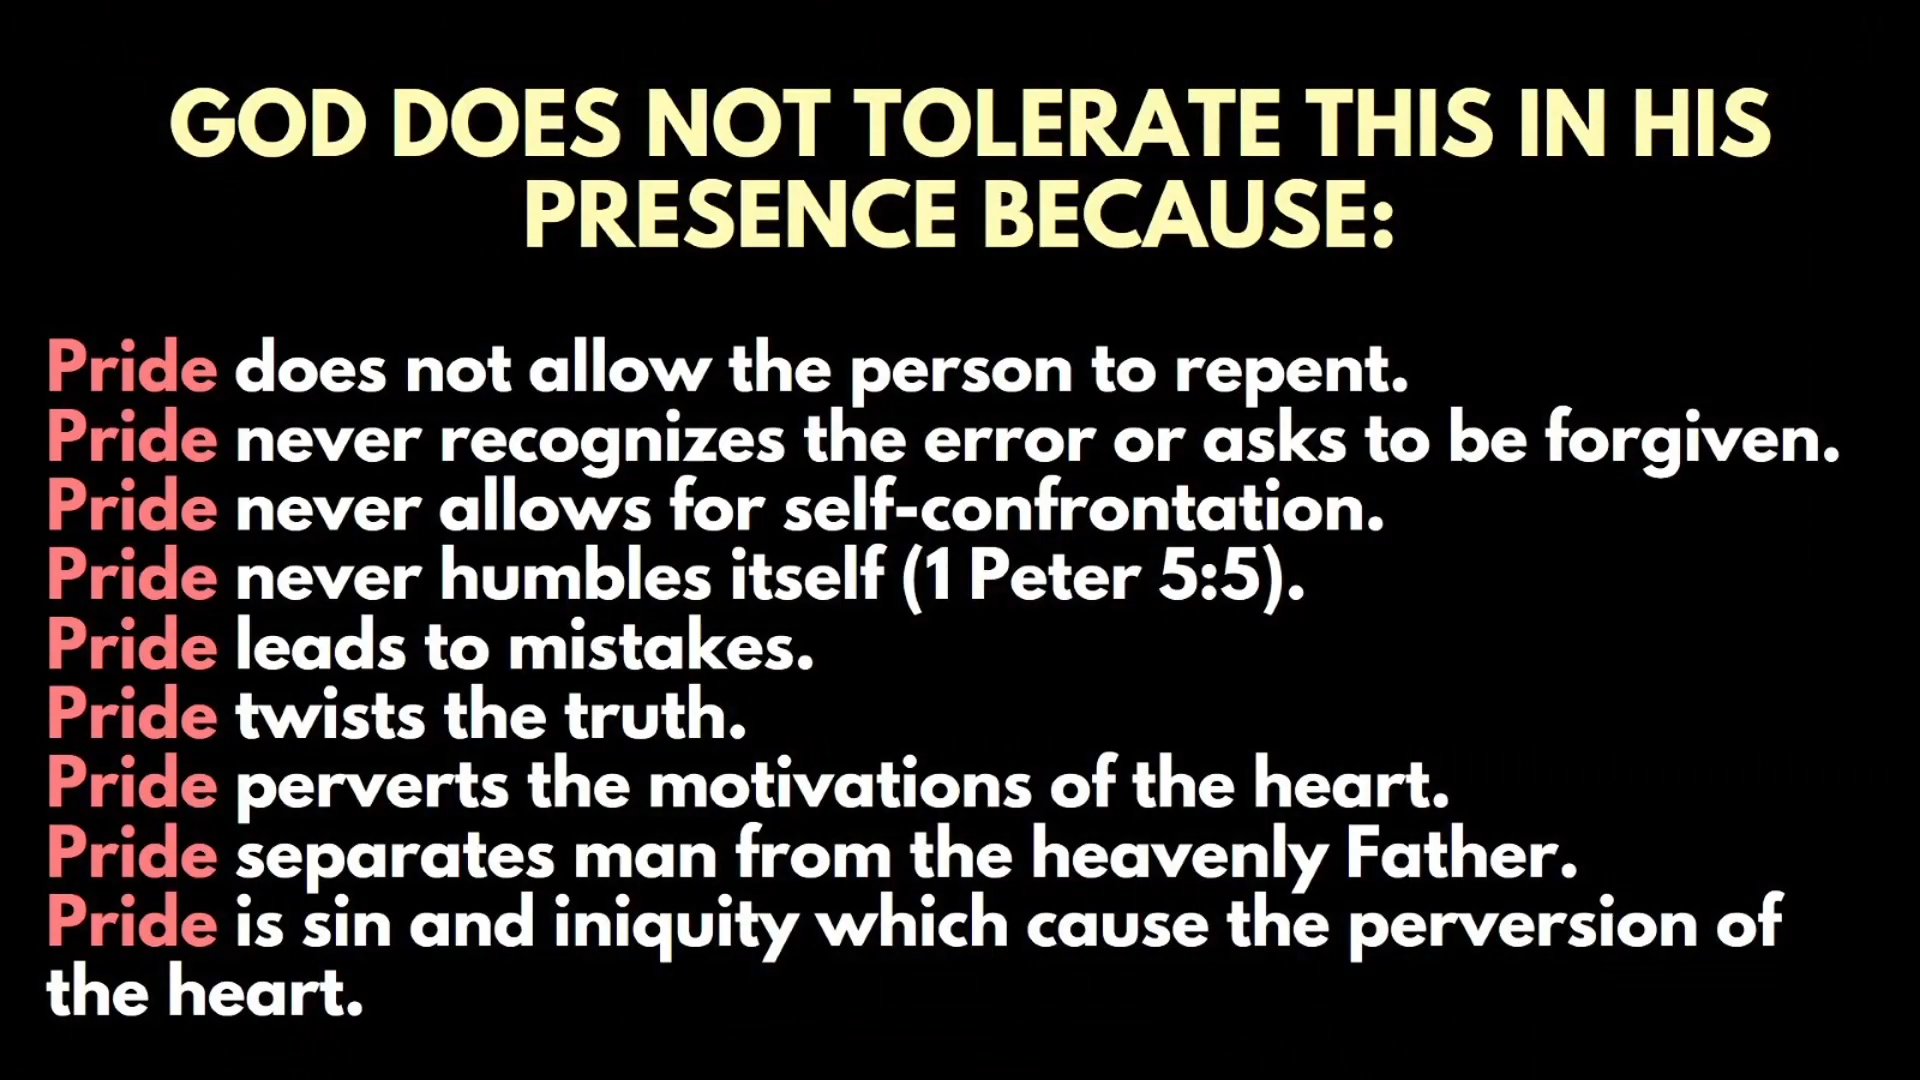 GOD DOES NOT TOLERATE THIS IN HIS
PRESENCE BECAUSE:
Pride does not allow the person to repent.
Pride never recognizes the error or asks to be forgiven.
Pride never allows for self-confrontation.
Pride never humbles itself (1 Peter 5:5).
Pride leads to mistakes.
Pride twists the truth.
Pride perverts the motivations of the heart.
Pride separates man from the heavenly Father.
Pride is sin and iniquity which cause the perversion of
the heart.